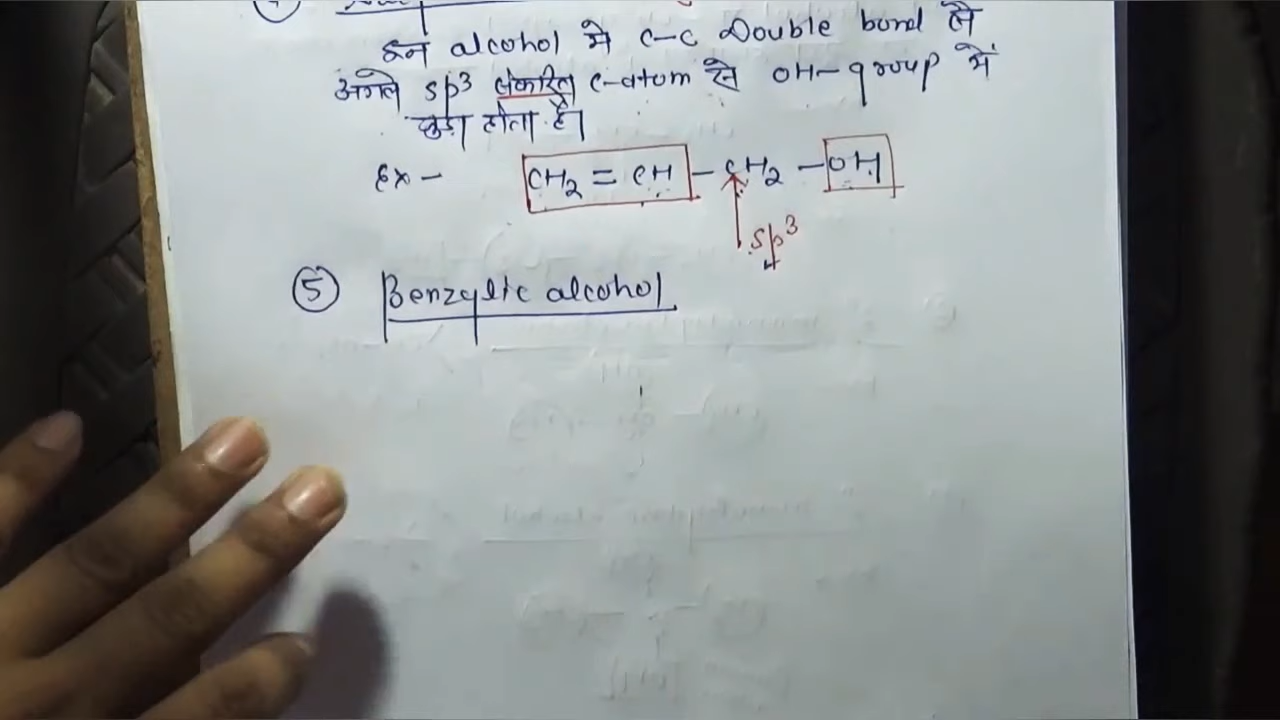 ④
इन alcohol मे c-c Double bond से
अगले sp³ संकरित c-atom से OH-group में
जुड़ा होता है।
Ex - CH₂ = CH - CH₂ - OH
sp³
⑤ Benzylic alcohol